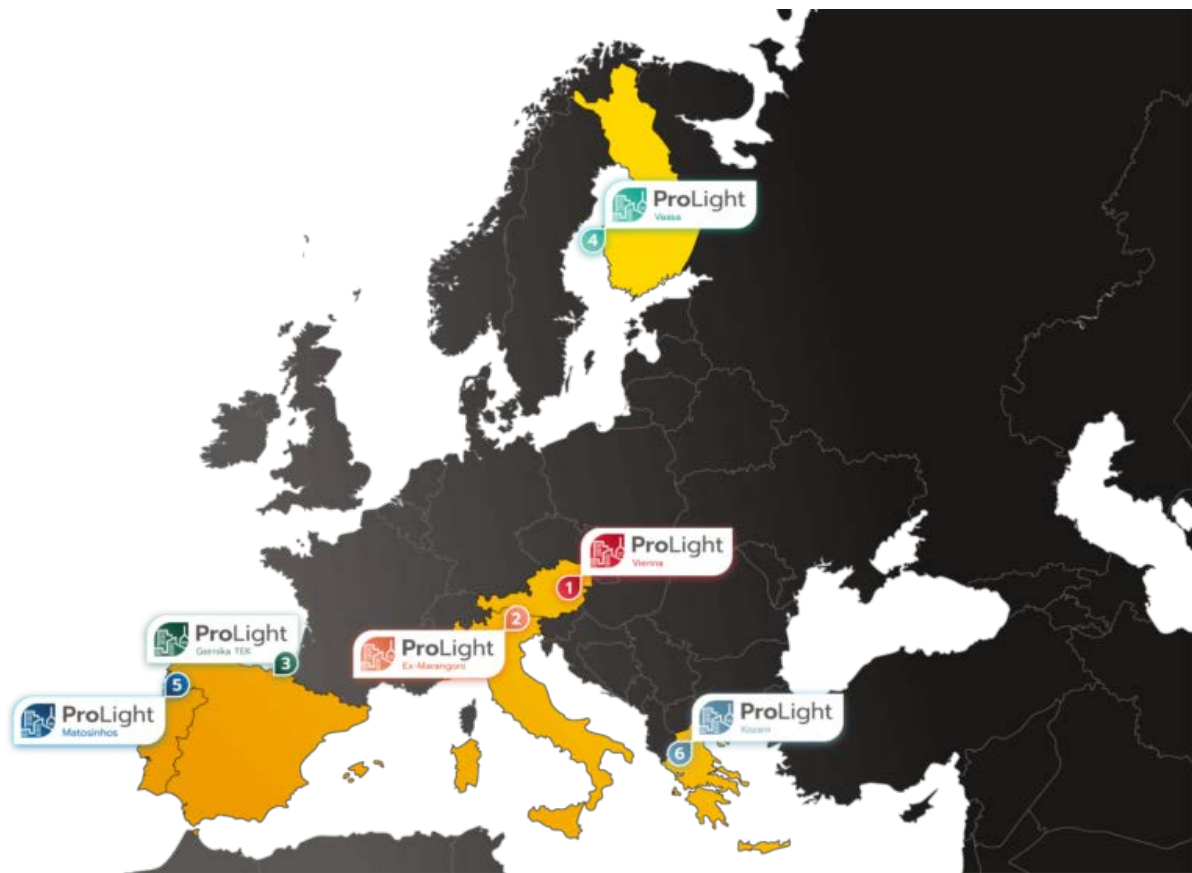 ProLight
Vaasa
4
ProLight
Vienna
1
2
ProLight
Ex-Marangoni
ProLight
Gernika TEK
3
5
ProLight
Matosinhos
ProLight
Kozani
6